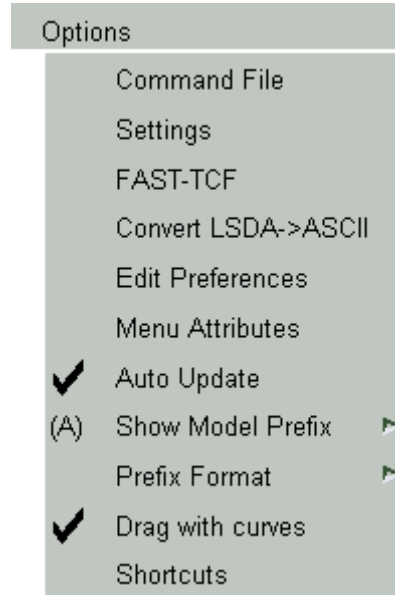 Options
Command File
Settings
FAST-TCF
Convert LSDA->ASCII
Edit Preferences
Menu Attributes
Auto Update
(A) Show Model Prefix
Prefix Format
Drag with curves
Shortcuts